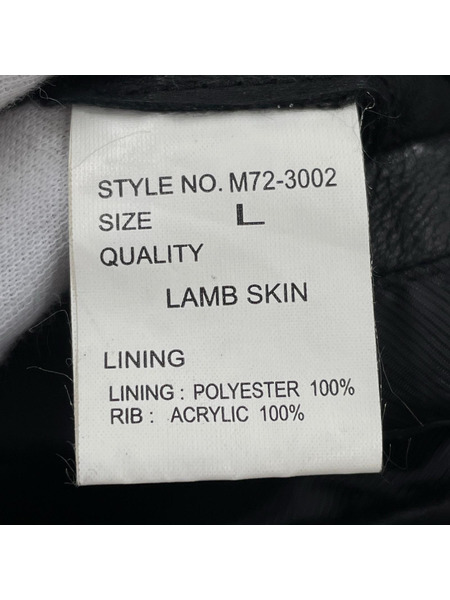 STYLE NO. M72-3002
SIZE L
QUALITY
LAMB SKIN
LINING
LINING : POLYESTER 100%
RIB : ACRYLIC 100%